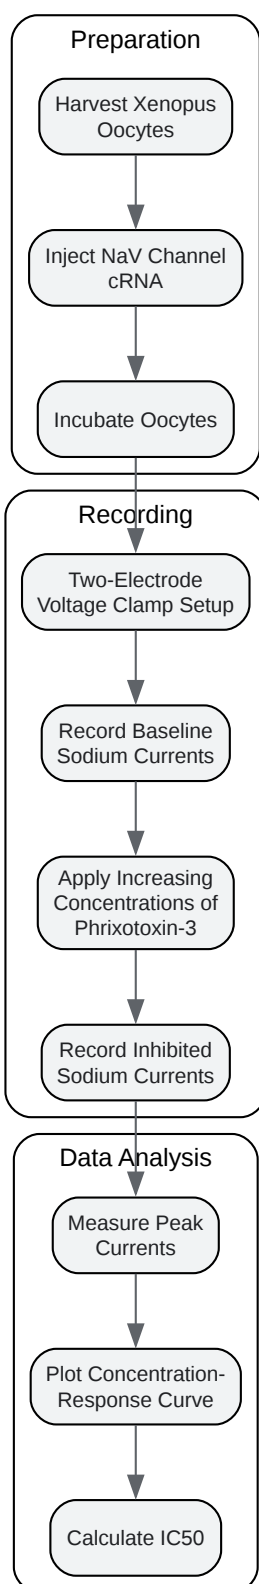 Preparation
Harvest Xenopus
Oocytes
Inject NaV Channel
cRNA
Incubate Oocytes
Recording
Two-Electrode
Voltage Clamp Setup
Record Baseline
Sodium Currents
Apply Increasing
Concentrations of
Phrixotoxin-3
Record Inhibited
Sodium Currents
Data Analysis
Measure Peak
Currents
Plot Concentration-
Response Curve
Calculate IC50